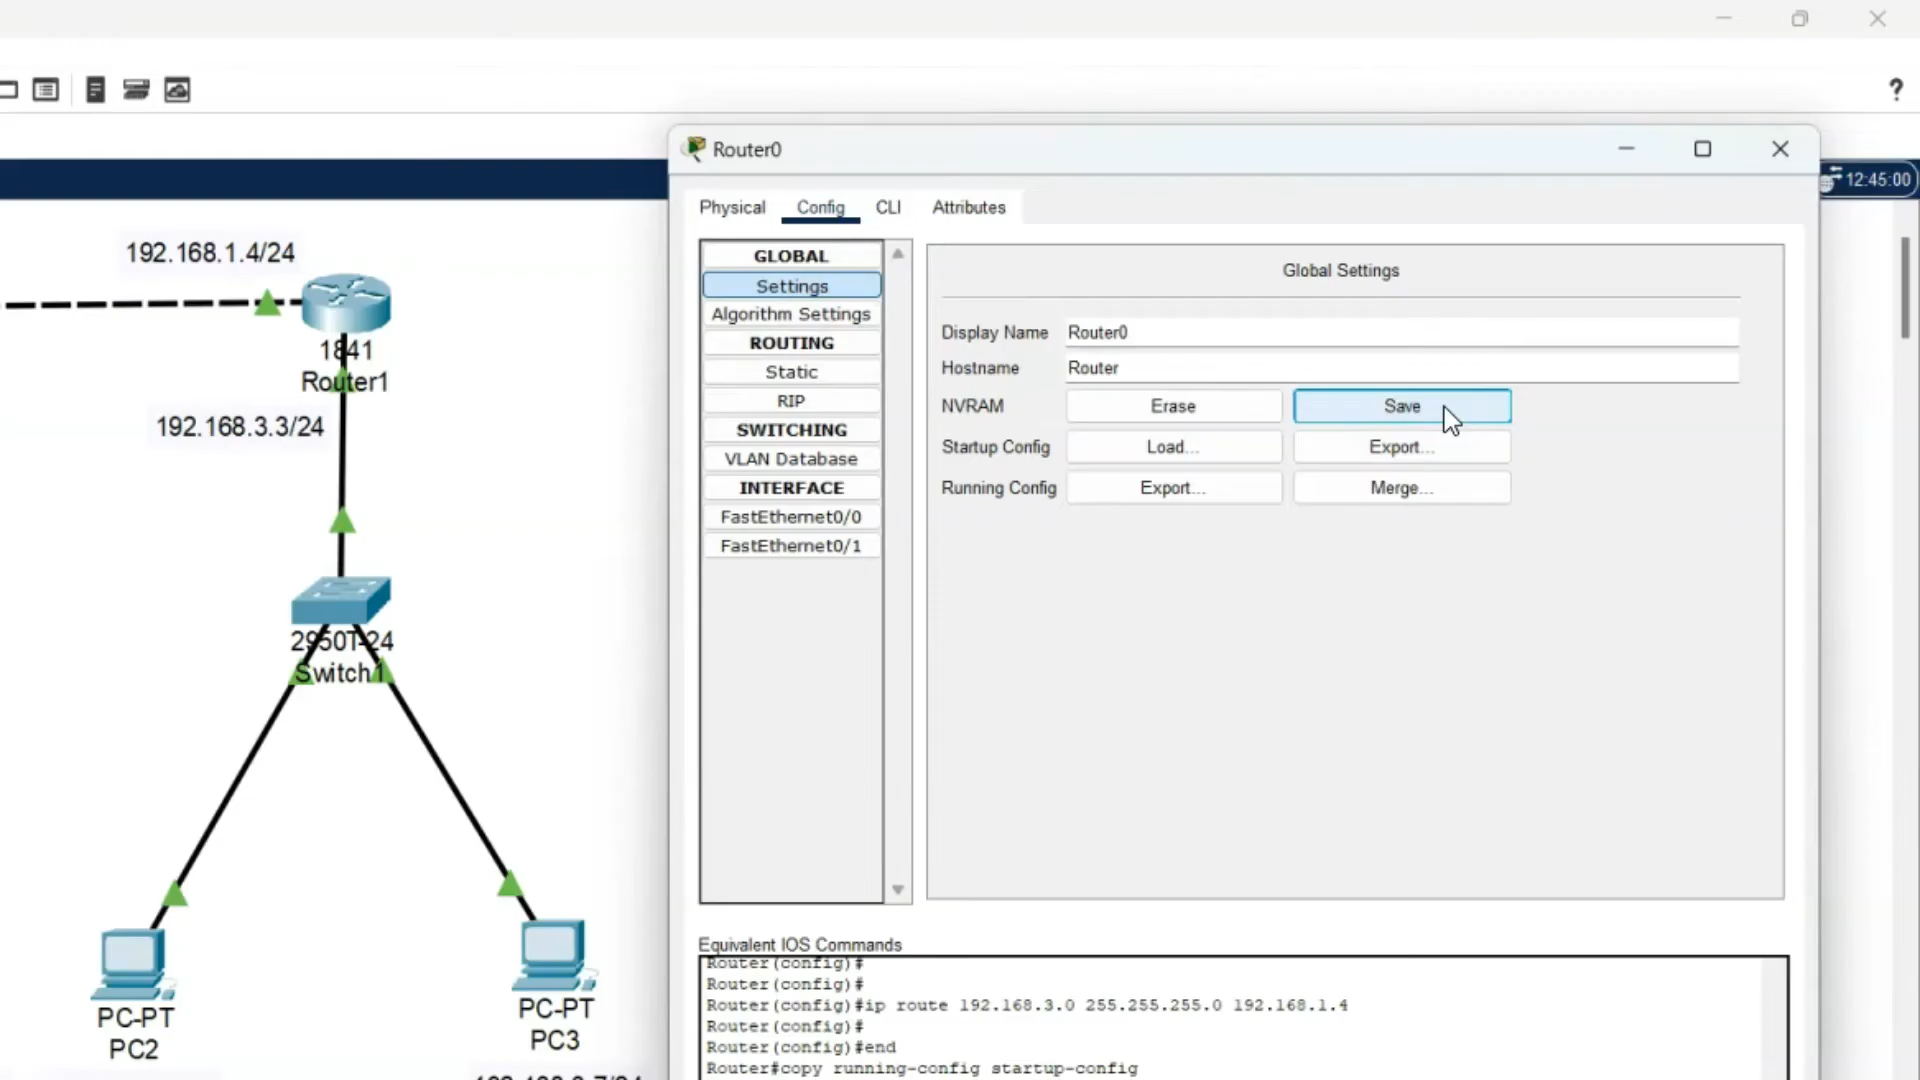 ?
Router0
12:45:00
Physical Config CLI Attributes
192.168.1.4/24
1841
Router1
192.168.3.3/24
2950T-24
Switch1
PC-PT
PC2
PC-PT
PC3
GLOBAL
Settings
Algorithm Settings
ROUTING
Static
RIP
SWITCHING
VLAN Database
INTERFACE
FastEthernet0/0
FastEthernet0/1
Global Settings
Display Name Router0
Hostname Router
NVRAM Erase Save
Startup Config Load... Export...
Running Config Export... Merge...
Equivalent IOS Commands
Router(config)#
Router(config)#
Router(config)#ip route 192.168.3.0 255.255.255.0 192.168.1.4
Router(config)#
Router(config)#end
Router#copy running-config startup-config